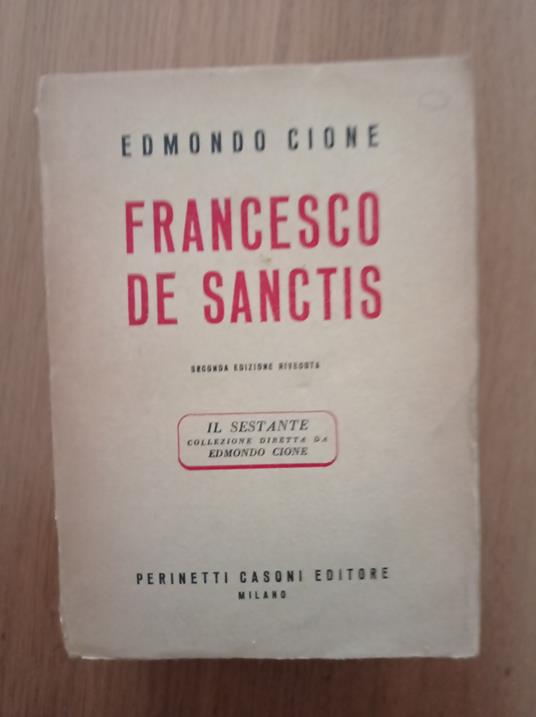 EDMONDO CIONE
FRANCESCO
DE SANCTIS
SECONDA EDIZIONE RIVEDUTA
IL SESTANTE
COLLEZIONE DIRETTA DA
EDMONDO CIONE
PERINETTI CASONI EDITORE
MILANO